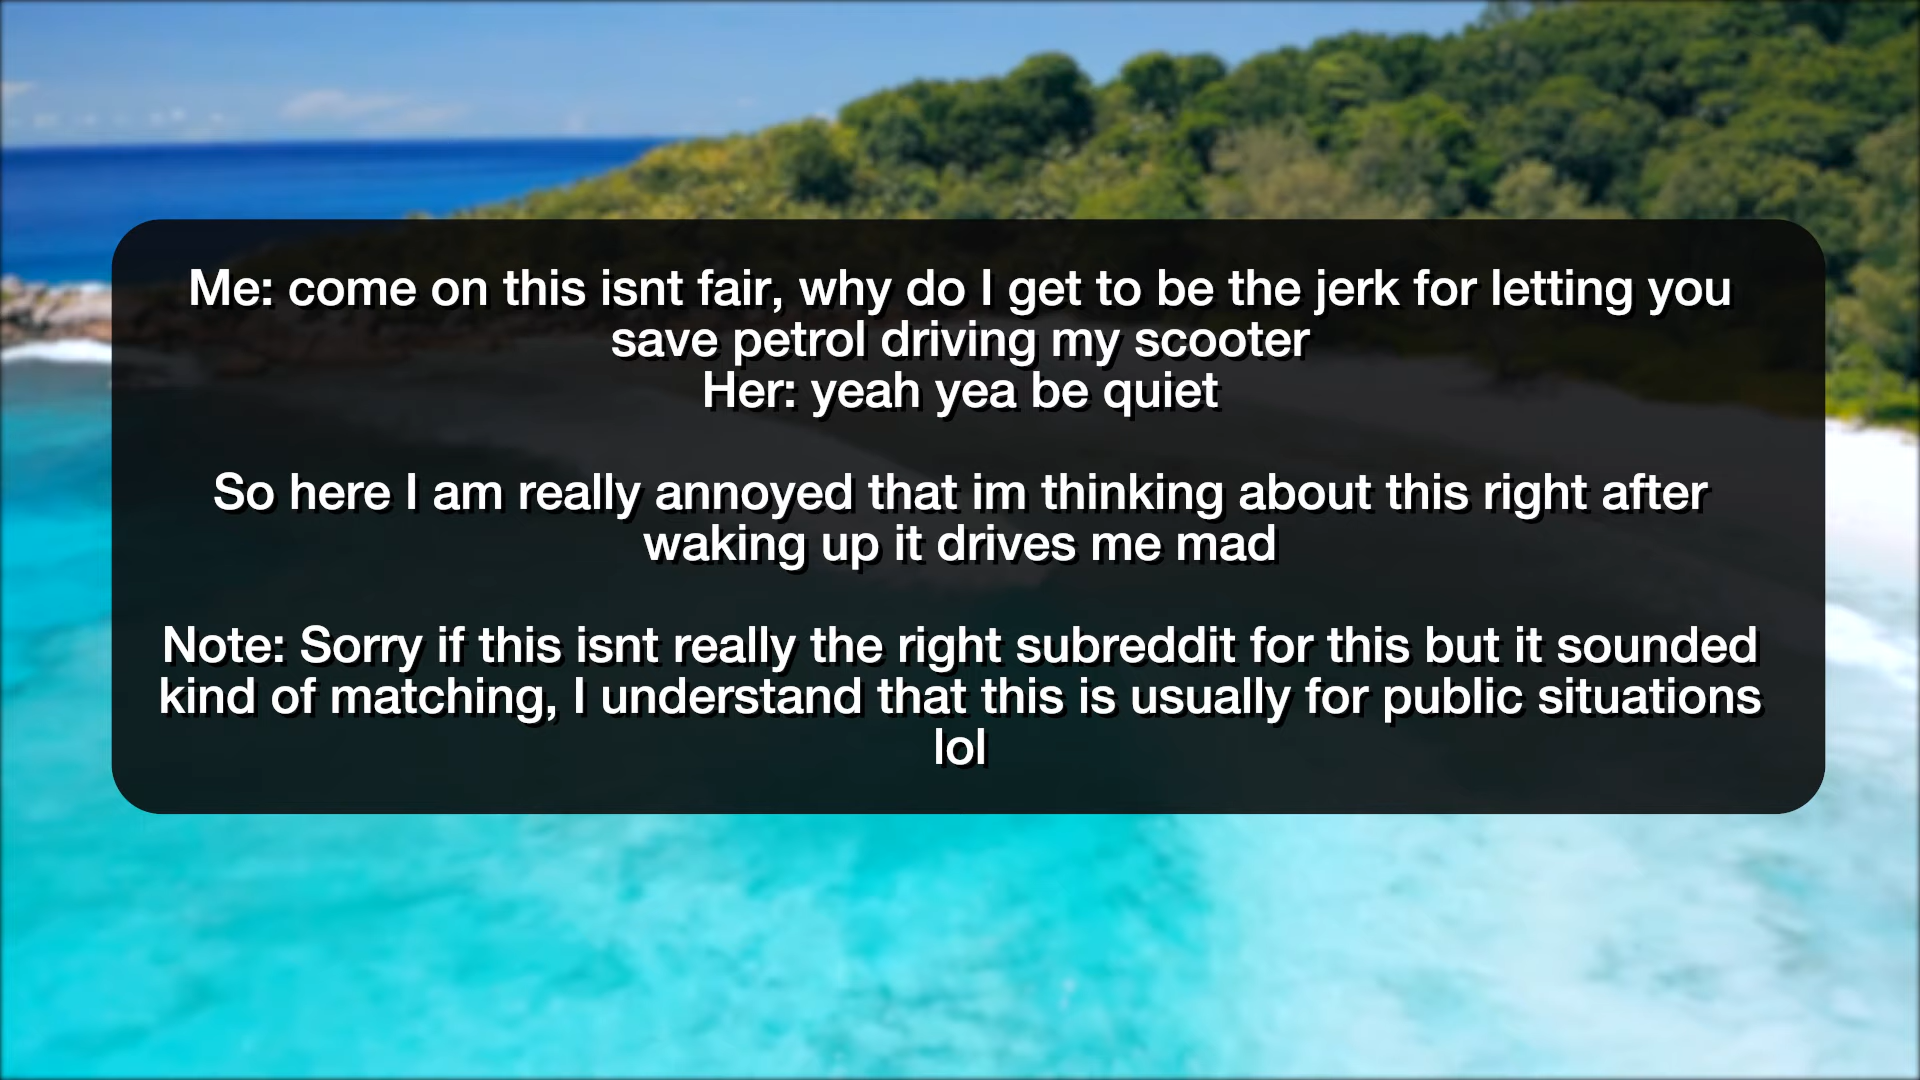 Me: come on this isnt fair, why do I get to be the jerk for letting you
save petrol driving my scooter
Her: yeah yea be quiet
So here I am really annoyed that im thinking about this right after
waking up it drives me mad
Note: Sorry if this isnt really the right subreddit for this but it sounded
kind of matching, I understand that this is usually for public situations
lol